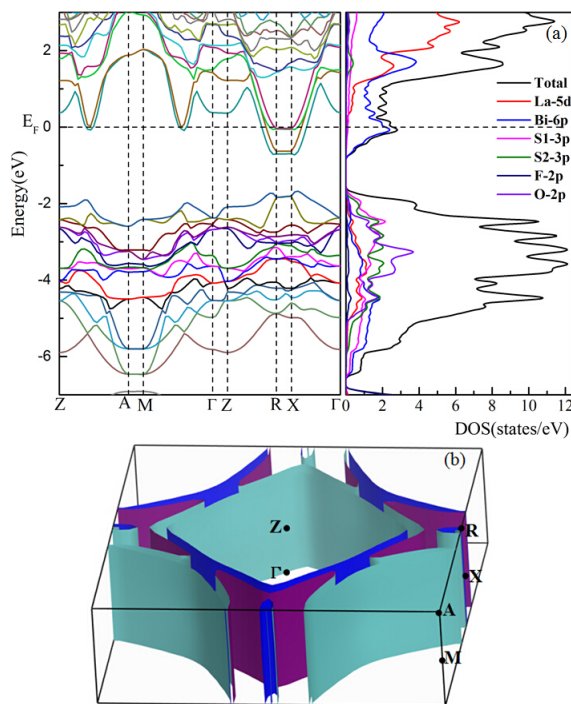 (a)
2
E_F
0
-2
-4
-6
Energy(eV)
Total
La-5d
Bi-6p
S1-3p
S2-3p
F-2p
O-2p
Z A M Γ Z R X Γ
0 2 4 6 8 10 12
DOS(states/eV)
(b)
Z
R
Γ
X
A
M